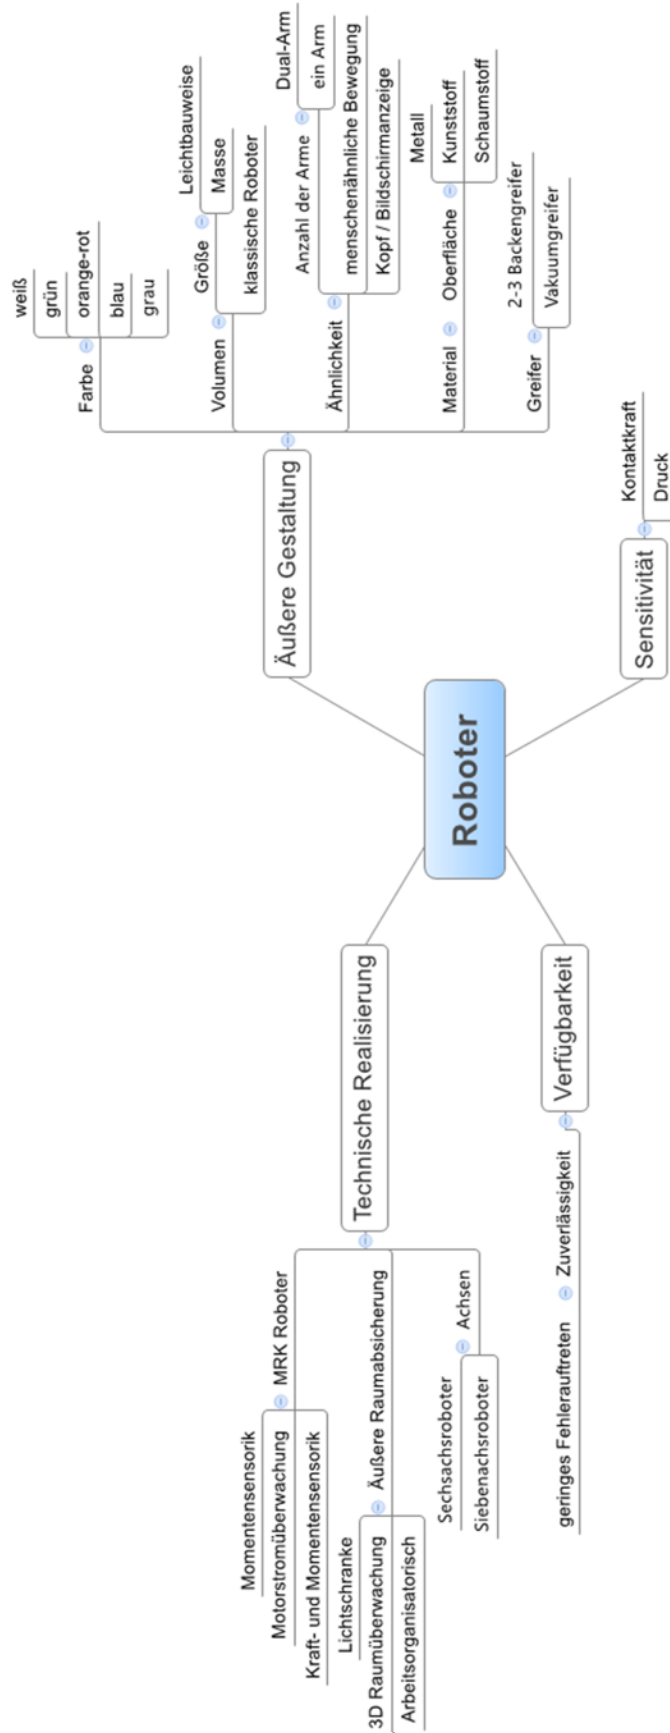 Roboter
Äußere Gestaltung
Farbe
weiß
grün
orange-rot
blau
grau
Volumen
Größe
Leichtbauweise
Masse
klassische Roboter
Ähnlichkeit
Anzahl der Arme
Dual-Arm
ein Arm
menschenähnliche Bewegung
Kopf / Bildschirmanzeige
Material
Oberfläche
Metall
Kunststoff
Schaumstoff
Greifer
2-3 Backengreifer
Vakuumgreifer
Sensitivität
Kontaktkraft
Druck
Technische Realisierung
MRK Roboter
Momentensensorik
Motorstromüberwachung
Kraft- und Momentensensorik
Äußere Raumabsicherung
Lichtschranke
3D Raumüberwachung
Arbeitsorganisatorisch
Achsen
Sechsachsroboter
Siebenachsroboter
Verfügbarkeit
Zuverlässigkeit
geringes Fehlerauftreten